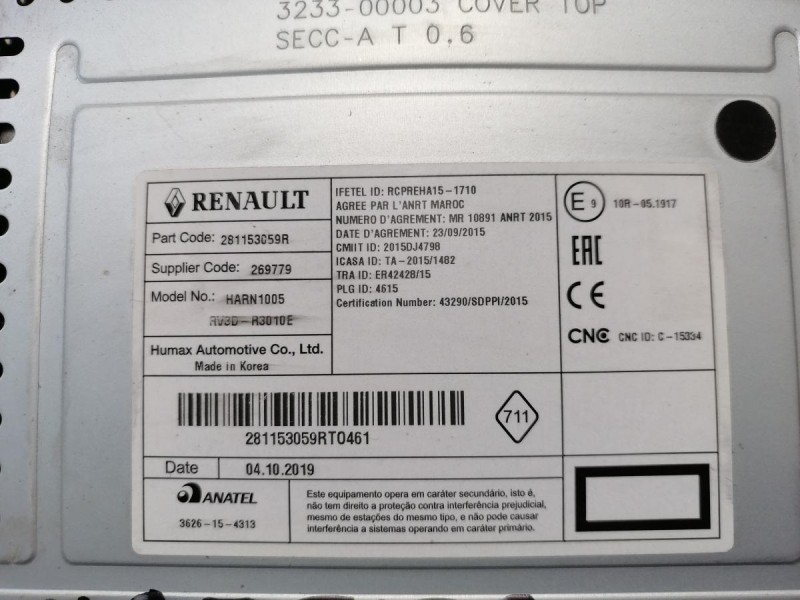 3233-00003 COVER TOP
SECC-A T 0.6
RENAULT
Part Code: 281153059R
Supplier Code: 269779
Model No.: HARN1005
RV3D-R3010E
Humax Automotive Co., Ltd.
Made in Korea
IFETEL ID: RCPREHA15-1710
AGREE PAR L'ANRT MAROC
NUMERO D'AGREMENT: MR 10891 ANRT 2015
DATE D'AGREMENT: 23/09/2015
CMIIT ID: 2015DJ4798
ICASA ID: TA-2015/1482
TRA ID: ER42428/15
PLG ID: 4615
Certification Number: 43290/SDPPI/2015
E 9 10R-05.1917
EAC
CE
CNC CNC ID: C-15334
281153059RT0461
711
Date 04.10.2019
ANATEL
3626-15-4313
Este equipamento opera em caráter secundário, isto é,
não tem direito a proteção contra interferência prejudicial,
mesmo de estações do mesmo tipo, e não pode causar
interferência a sistemas operando em caráter primário.